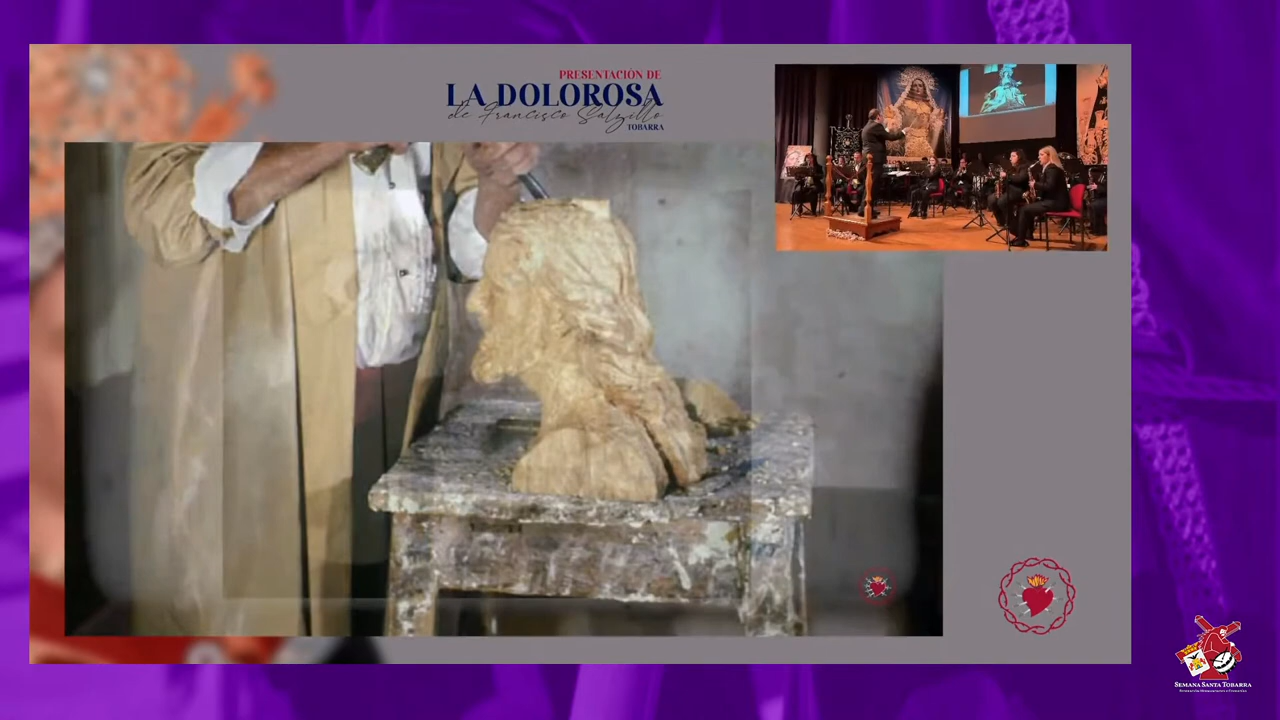 PRESENTACIÓN DE
LA DOLOROSA
de Francisco Salzillo
TOBARRA
SEMANA SANTA TOBARRA